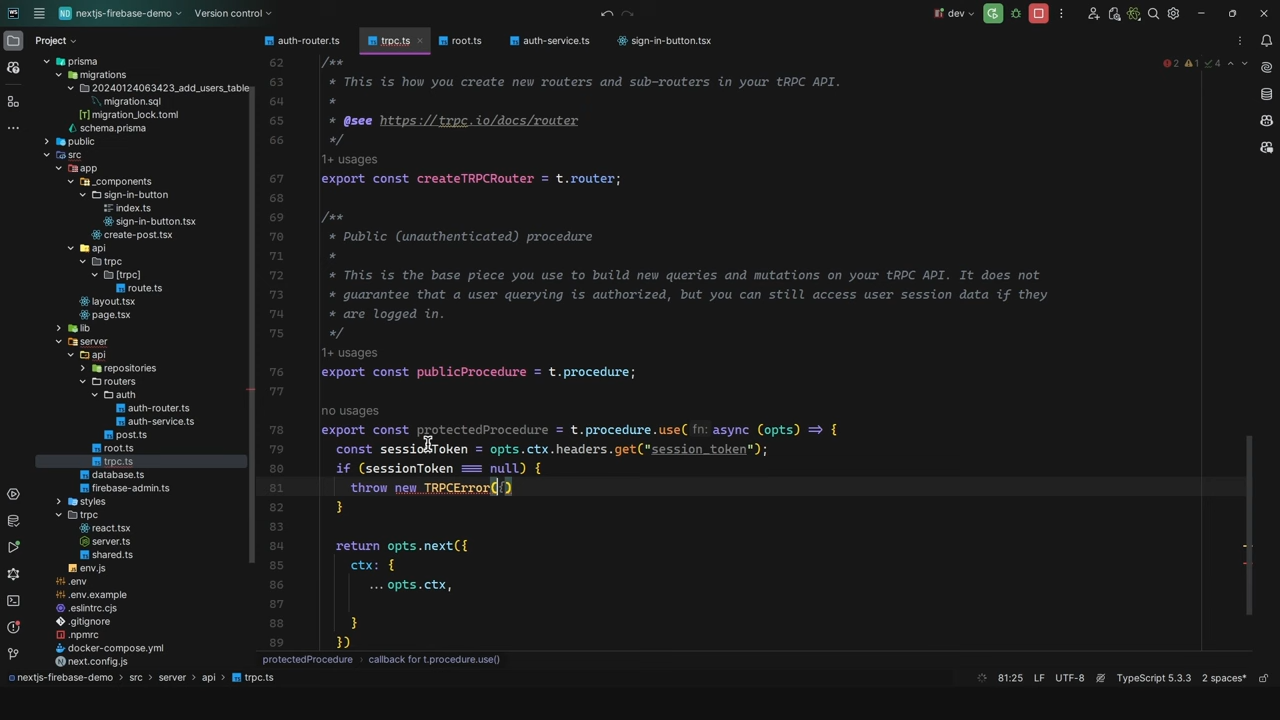 WS
ND nextjs-firebase-demo
Version control
dev
Project
auth-router.ts
trpc.ts
root.ts
auth-service.ts
sign-in-button.tsx
prisma
migrations
20240124063423_add_users_table
migration.sql
migration_lock.toml
schema.prisma
public
src
app
_components
sign-in-button
index.ts
sign-in-button.tsx
create-post.tsx
api
trpc
[trpc]
route.ts
layout.tsx
page.tsx
lib
server
api
repositories
routers
auth
auth-router.ts
auth-service.ts
post.ts
root.ts
trpc.ts
database.ts
firebase-admin.ts
styles
trpc
react.tsx
server.ts
shared.ts
env.js
.env
.env.example
.eslintrc.cjs
.gitignore
.npmrc
docker-compose.yml
next.config.js
2 1 4
62 /**
63 * This is how you create new routers and sub-routers in your tRPC API.
64 *
65 * @see https://trpc.io/docs/router
66 */
1+ usages
67 export const createTRPCRouter = t.router;
68
69 /**
70 * Public (unauthenticated) procedure
71 *
72 * This is the base piece you use to build new queries and mutations on your tRPC API. It does not
73 * guarantee that a user querying is authorized, but you can still access user session data if they
74 * are logged in.
75 */
1+ usages
76 export const publicProcedure = t.procedure;
77
no usages
78 export const protectedProcedure = t.procedure.use( fn: async (opts) => {
79 const sessionToken = opts.ctx.headers.get("session_token");
80 if (sessionToken === null) {
81 throw new TRPCError({)
82 }
83
84 return opts.next({
85 ctx: {
86 ...opts.ctx,
87
88 }
89 })
protectedProcedure > callback for t.procedure.use()
nextjs-firebase-demo > src > server > api > trpc.ts
81:25 LF UTF-8 TypeScript 5.3.3 2 spaces*